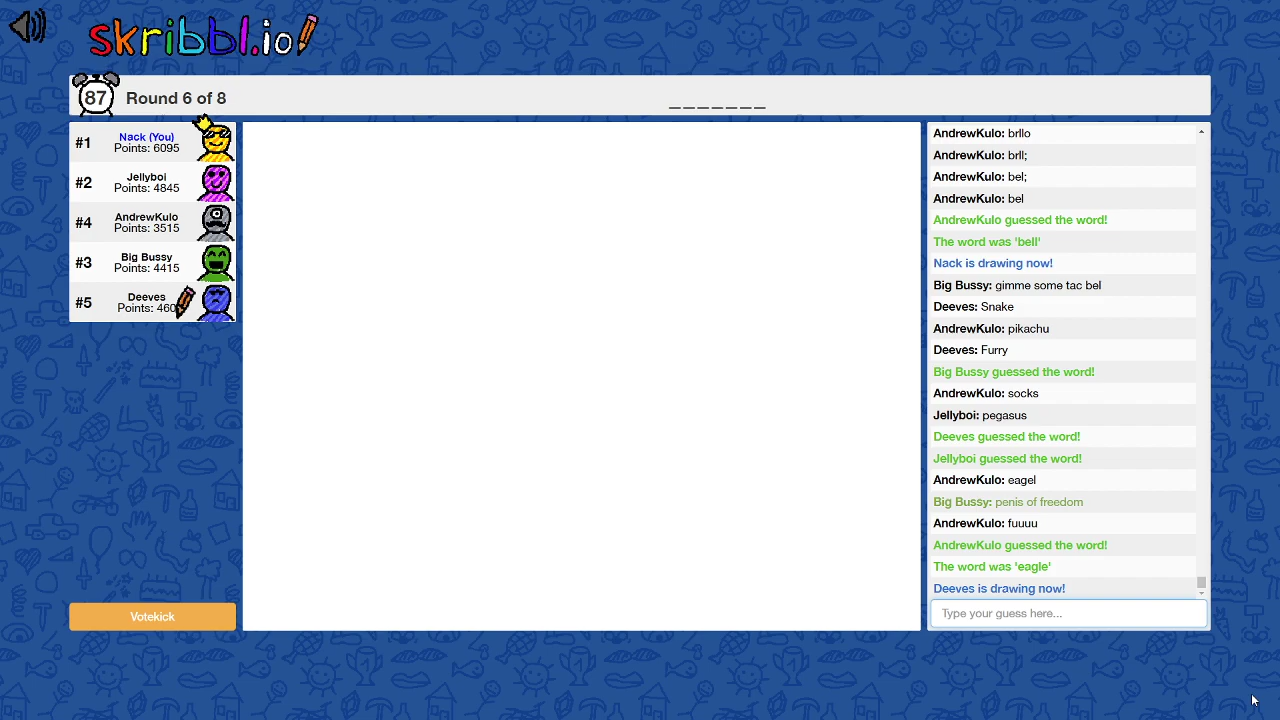 skribbl.io
87
Round 6 of 8
_______
#1
Nack (You)
Points: 6095
#2
Jellyboi
Points: 4845
#4
AndrewKulo
Points: 3515
#3
Big Bussy
Points: 4415
#5
Deeves
Points: 460
Votekick
AndrewKulo: brllo
AndrewKulo: brll;
AndrewKulo: bel;
AndrewKulo: bel
AndrewKulo guessed the word!
The word was 'bell'
Nack is drawing now!
Big Bussy: gimme some tac bel
Deeves: Snake
AndrewKulo: pikachu
Deeves: Furry
Big Bussy guessed the word!
AndrewKulo: socks
Jellyboi: pegasus
Deeves guessed the word!
Jellyboi guessed the word!
AndrewKulo: eagel
Big Bussy: penis of freedom
AndrewKulo: fuuuu
AndrewKulo guessed the word!
The word was 'eagle'
Deeves is drawing now!
Type your guess here...